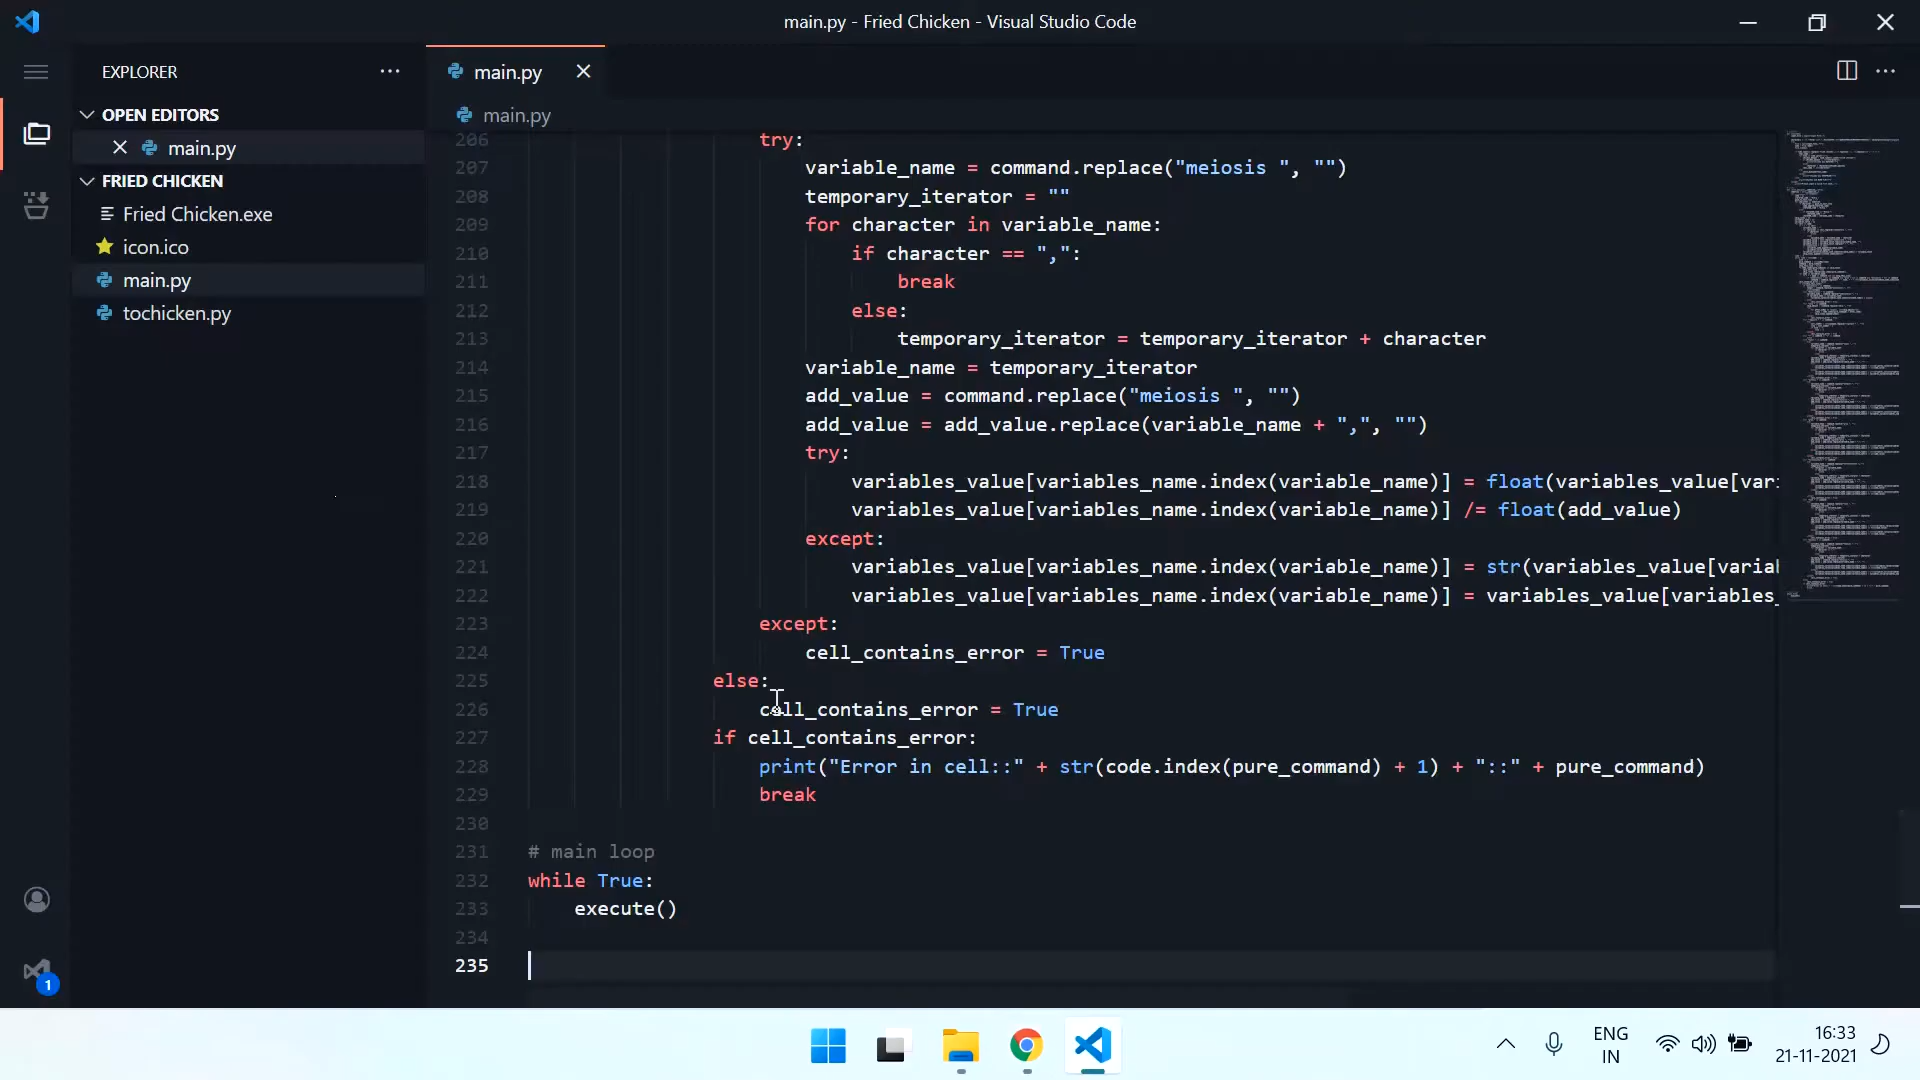 main.py - Fried Chicken - Visual Studio Code
EXPLORER
main.py
OPEN EDITORS
main.py
main.py
FRIED CHICKEN
Fried Chicken.exe
icon.ico
main.py
tochicken.py
206 try:
207 variable_name = command.replace("meiosis ", "")
208 temporary_iterator = ""
209 for character in variable_name:
210 if character == ",":
211 break
212 else:
213 temporary_iterator = temporary_iterator + character
214 variable_name = temporary_iterator
215 add_value = command.replace("meiosis ", "")
216 add_value = add_value.replace(variable_name + ",", "")
217 try:
218 variables_value[variables_name.index(variable_name)] = float(variables_value[var
219 variables_value[variables_name.index(variable_name)] /= float(add_value)
220 except:
221 variables_value[variables_name.index(variable_name)] = str(variables_value[varia
222 variables_value[variables_name.index(variable_name)] = variables_value[variables_
223 except:
224 cell_contains_error = True
225 else:
226 cell_contains_error = True
227 if cell_contains_error:
228 print("Error in cell::" + str(code.index(pure_command) + 1) + "::" + pure_command)
229 break
230
231 # main loop
232 while True:
233 execute()
234
235
1
ENG
IN
16:33
21-11-2021